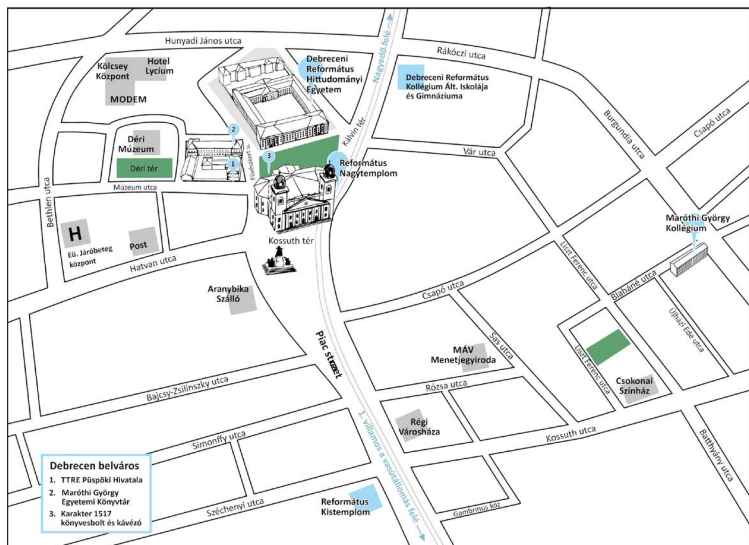 Hunyadi János utca
Nagyerdő felé
Rákóczi utca
Kölcsey
Központ
Hotel
Lycium
MODEM
Debreceni
Református
Hittudományi
Egyetem
Debreceni Református
Kollégium Ált. Iskolája
és Gimnáziuma
Kálvin tér
Burgundia utca
Csapó utca
Déri
Múzeum
Déri tér
Múzeum utca
2
1
3
Református
Nagytemplom
Vár utca
Bethlen utca
H
Eü. Járóbeteg
központ
Post
Hatvan utca
Kossuth tér
Maróthi György
Kollégium
Liszt Ferenc utca
Blaháné utca
Újházi Ede utca
Aranybika
Szálló
Csapó utca
Sas utca
Piac
MÁV
Menetjegyiroda
Liszt Ferenc utca
Csokonai
Színház
Bajcsy-Zsilinszky utca
Rózsa utca
Régi
Városháza
Kossuth utca
Batthyány utca
Simonffy utca
1. villamos a vasútállomás felé
Debrecen belváros
1. TTRE Püspöki Hivatala
2. Maróthi György
Egyetemi Könyvtár
3. Karakter 1517
könyvesbolt és kávézó
Széchenyi utca
Református
Kistemplom
Gambrinus köz